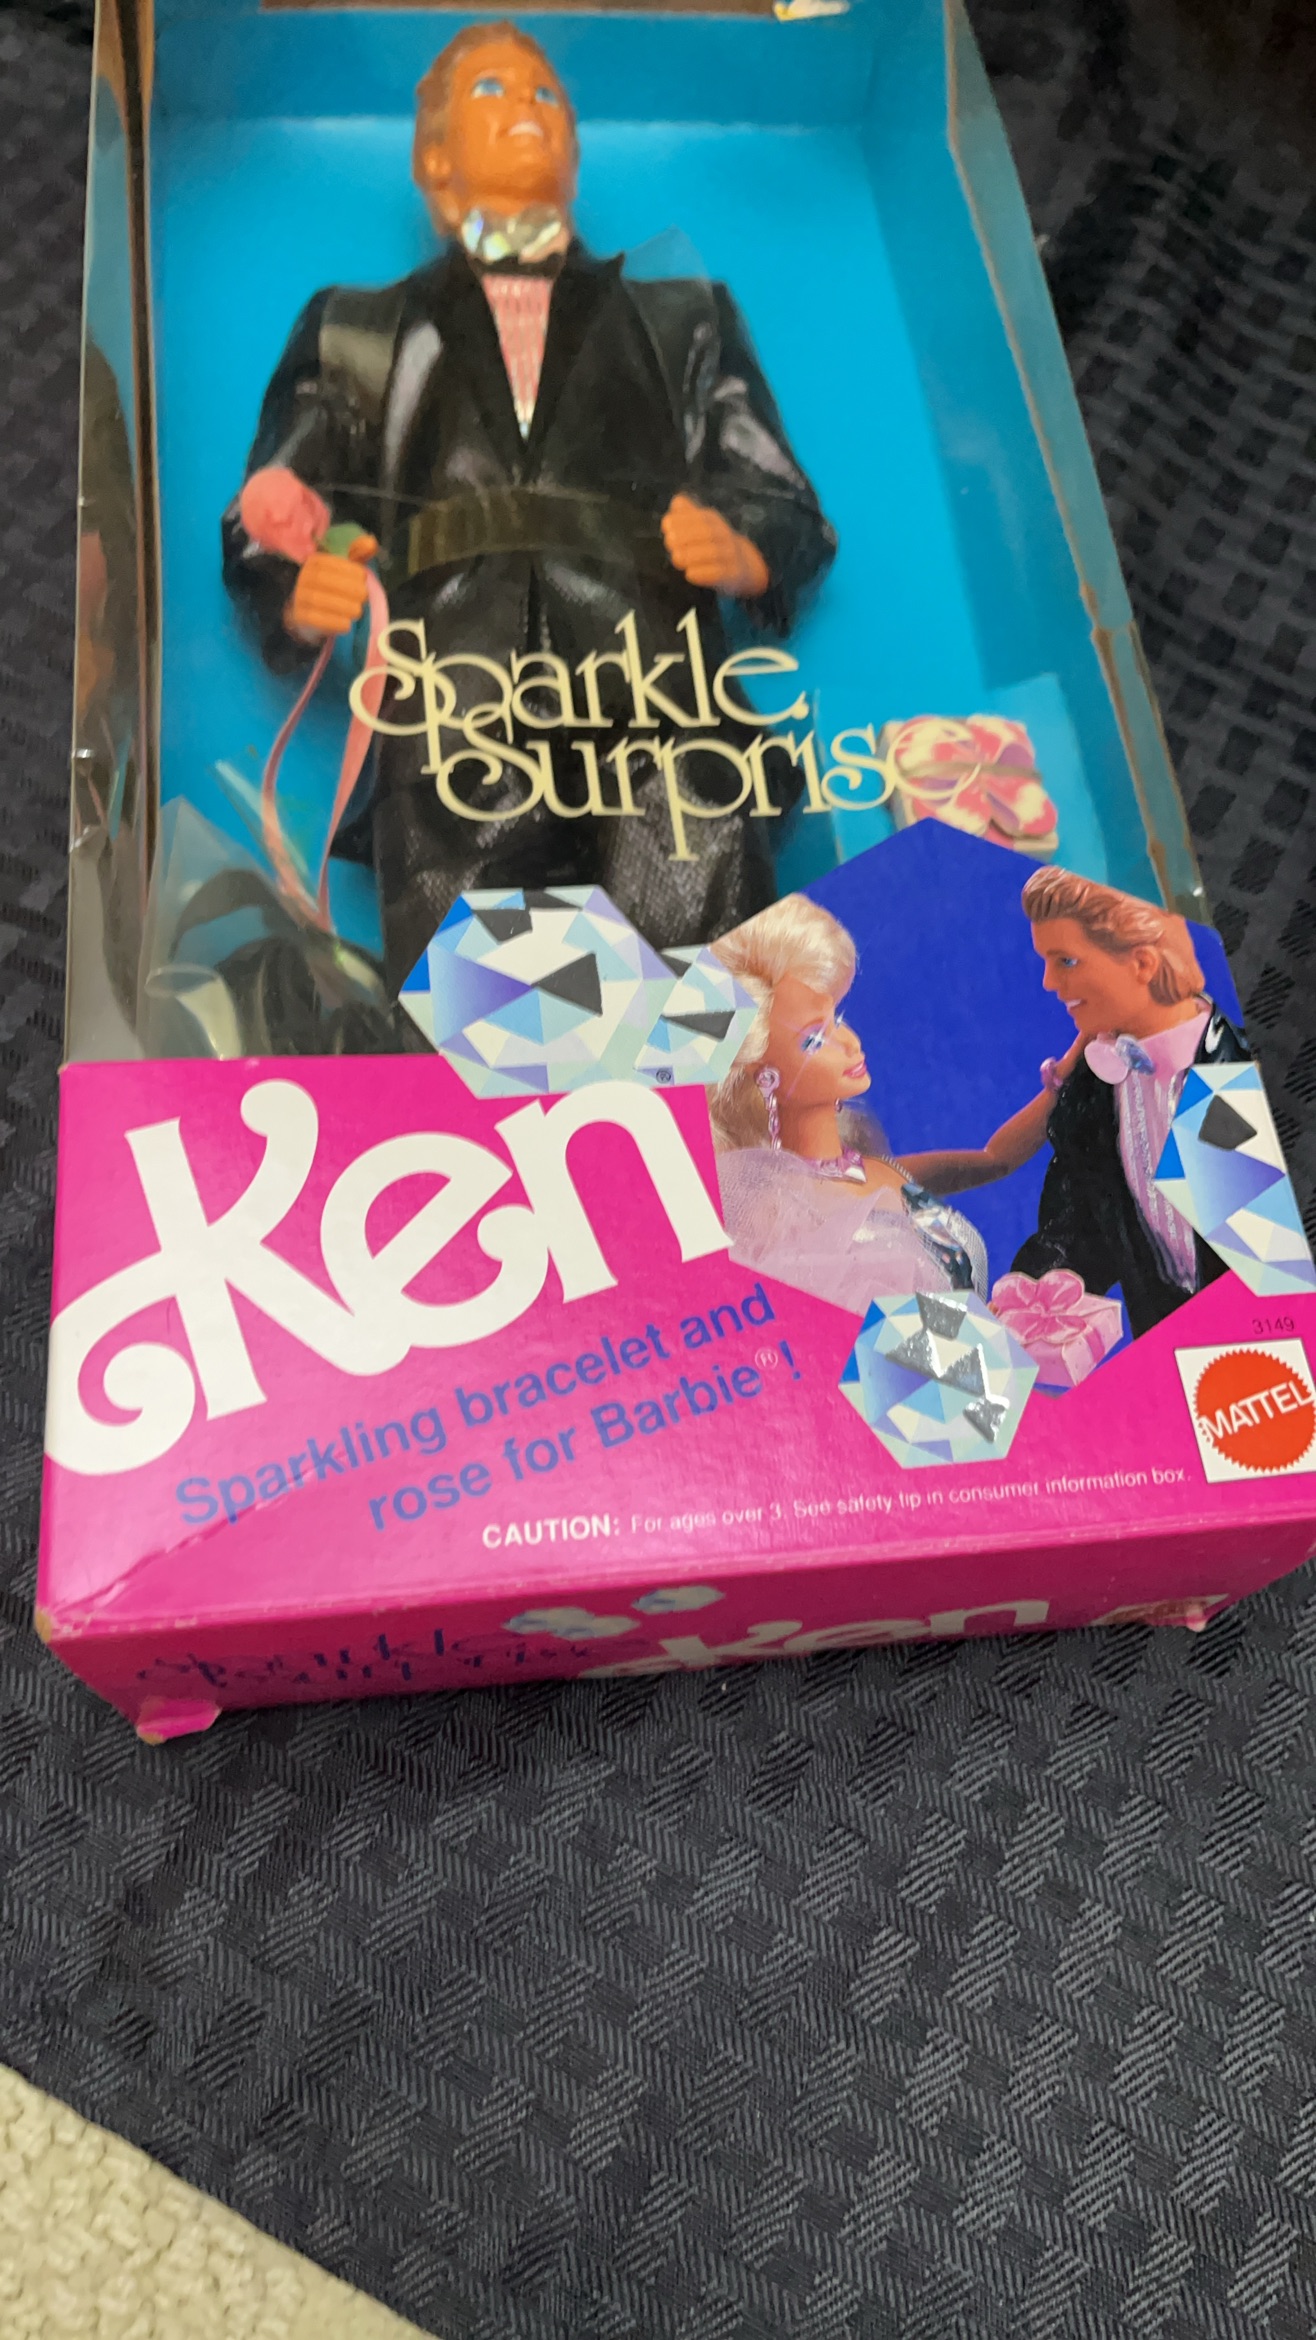 Sparkle
Surprise
®
Ken
Sparkling bracelet and
rose for Barbie®!
3149
MATTEL
CAUTION: For ages over 3. See safety tip in consumer information box.
Ken